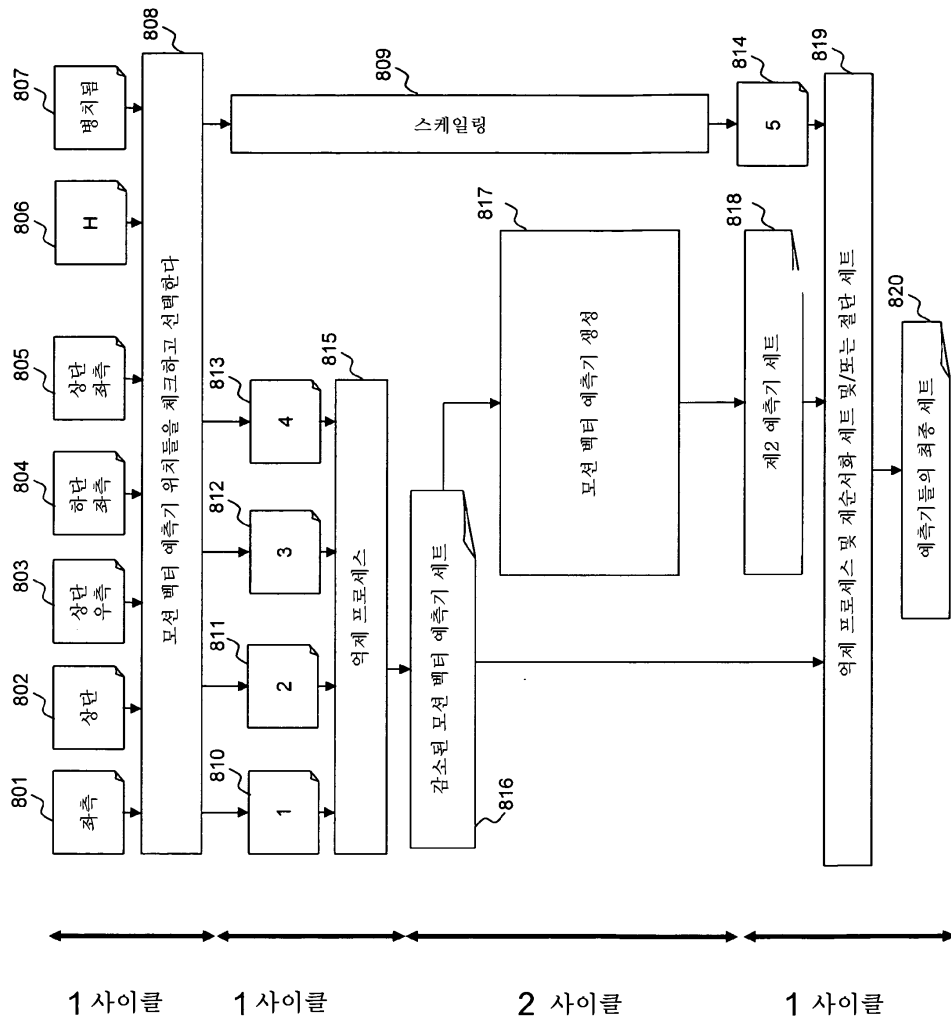 801
802
803
804
805
806
807
좌측
상단
상단
우측
하단
좌측
상단
좌측
H
병치됨
808
모션 벡터 예측기 위치들을 체크하고 선택한다
809
스케일링
810
811
812
813
1
2
3
4
815
억제 프로세스
감소된 모션 벡터 예측기 세트
816
817
모션 벡터 예측기 생성
818
제2 예측기 세트
814
5
819
억제 프로세스 및 재순서화 세트 및/또는 절단 세트
820
예측기들의 최종 세트
1 사이클
1 사이클
2 사이클
1 사이클